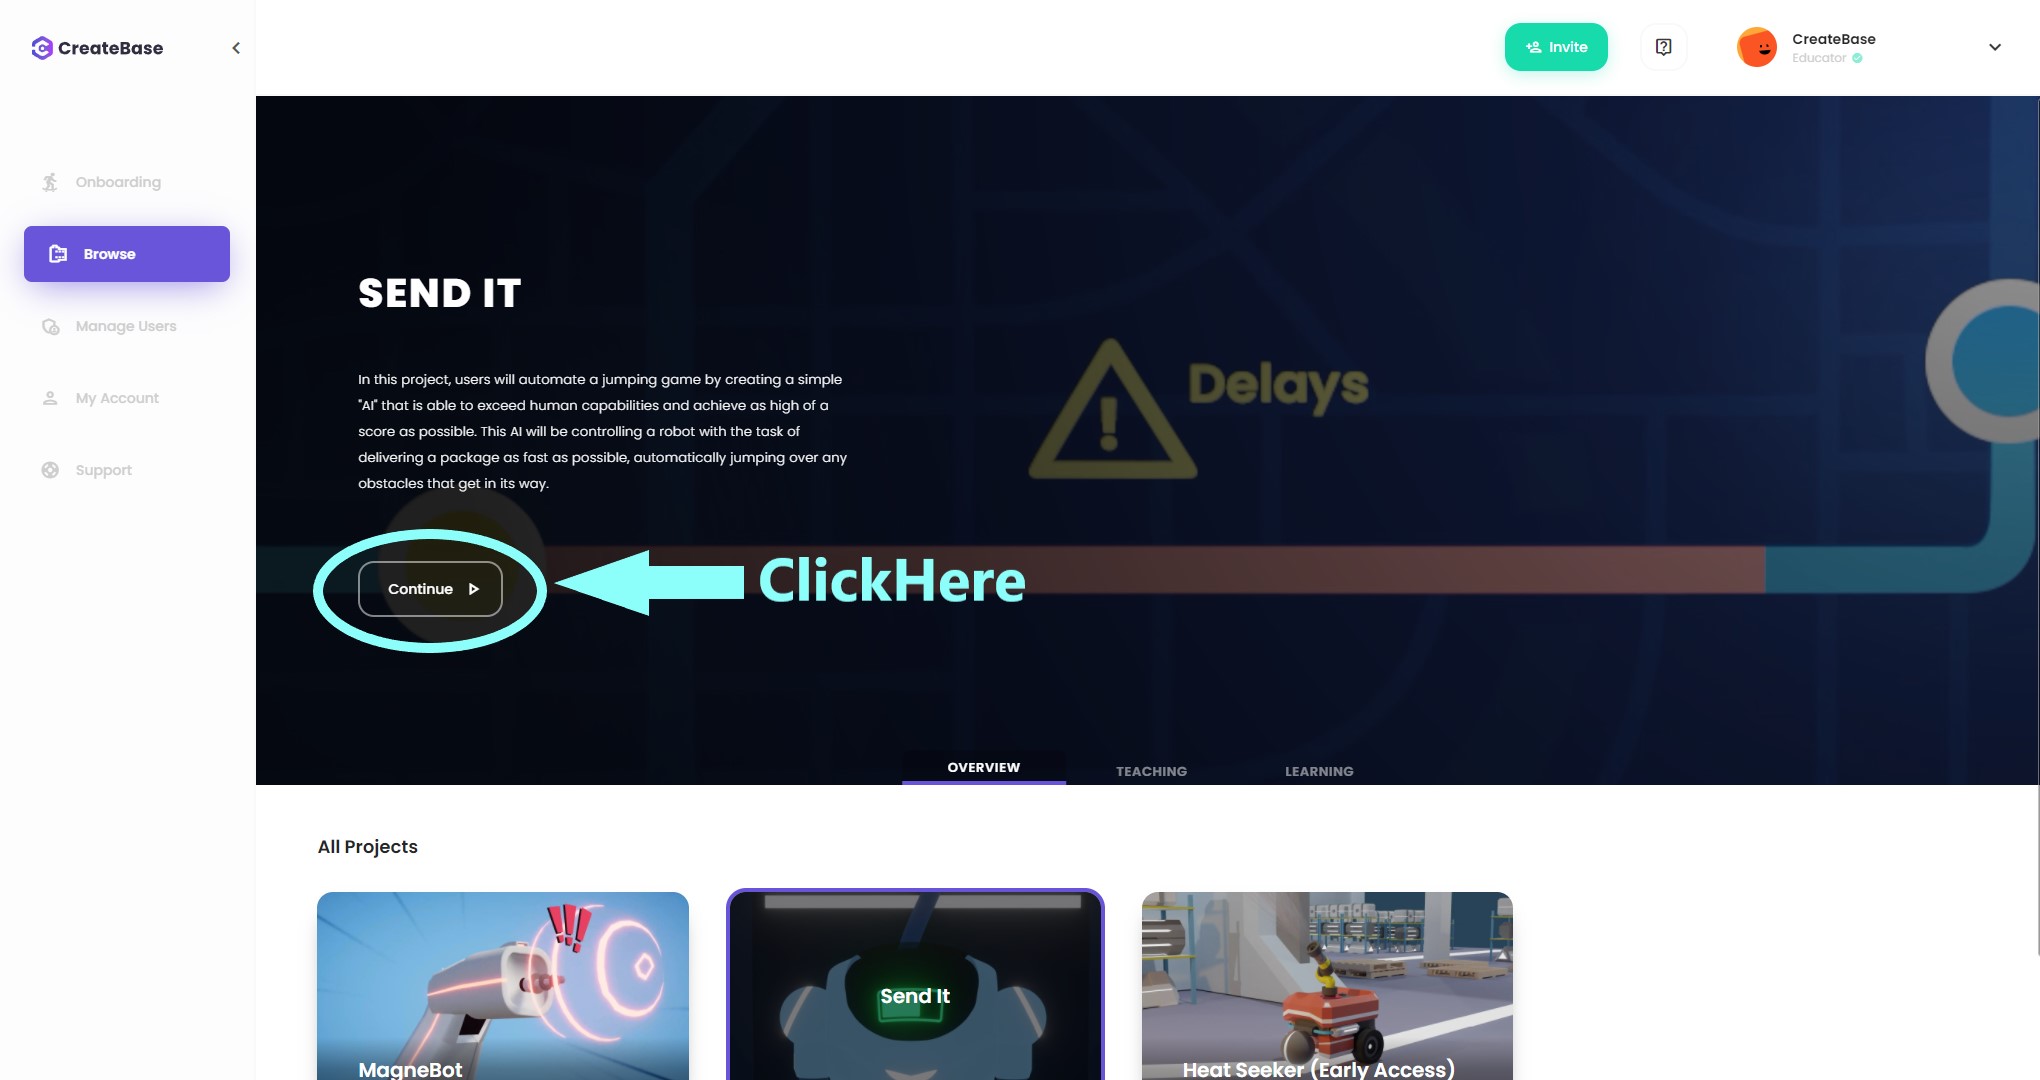 CreateBase
Invite
CreateBase
Educator
Onboarding
Browse
Manage Users
My Account
Support
SEND IT
In this project, users will automate a jumping game by creating a simple
"AI" that is able to exceed human capabilities and achieve as high of a
score as possible. This AI will be controlling a robot with the task of
delivering a package as fast as possible, automatically jumping over any
obstacles that get in its way.
Delays
Continue
ClickHere
OVERVIEW
TEACHING
LEARNING
All Projects
MagneBot
Send It
Heat Seeker (Early Access)